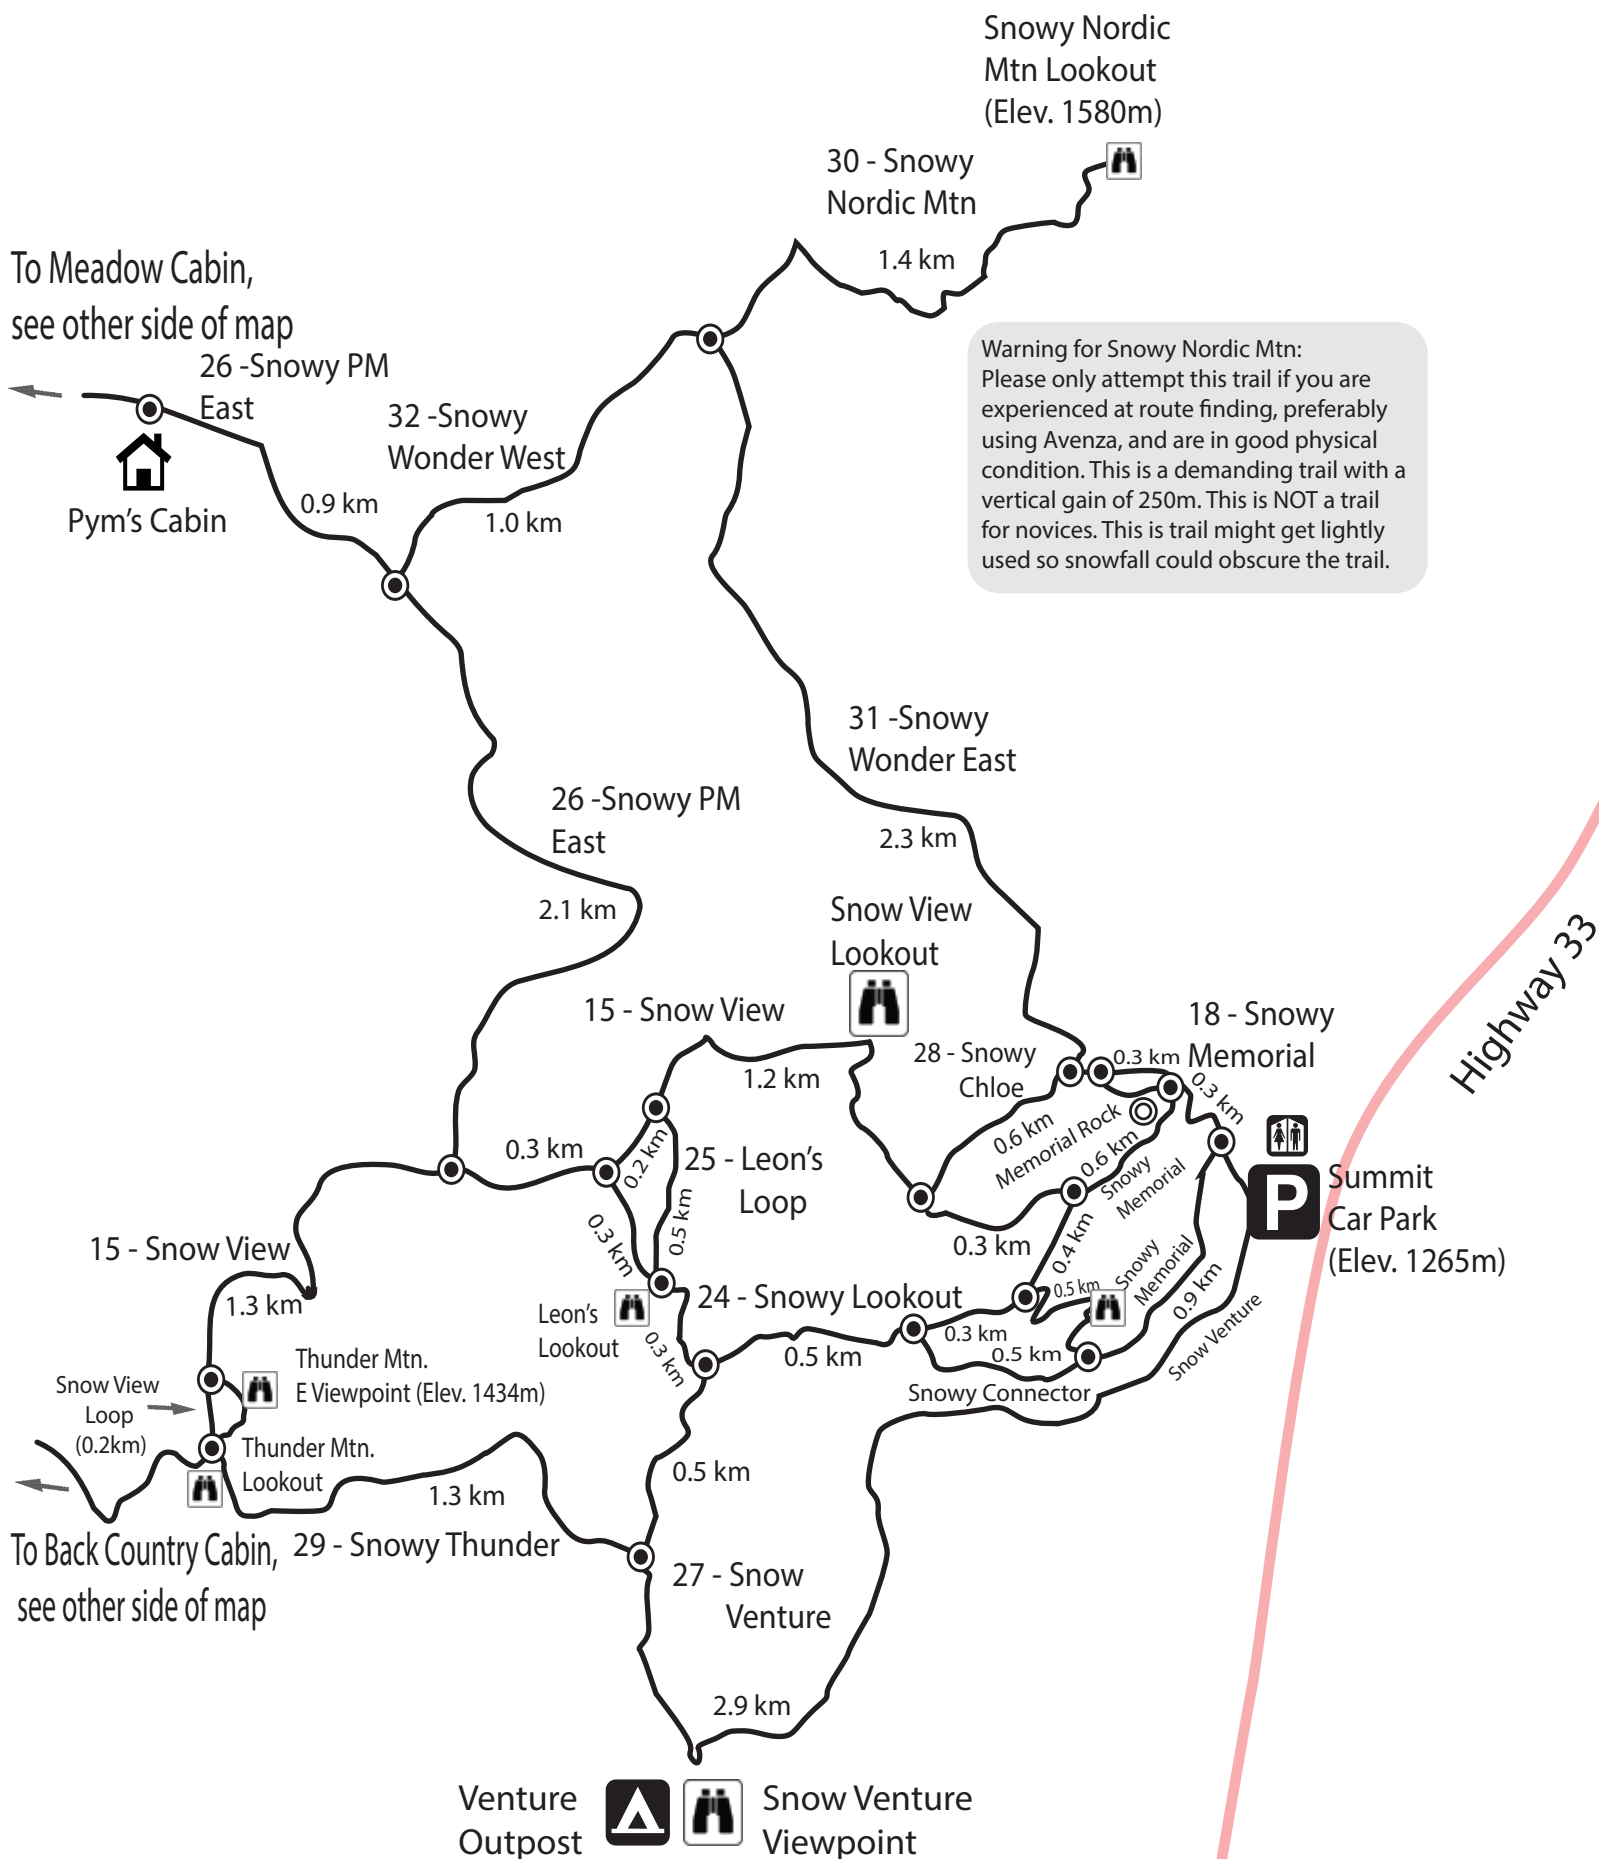 Snowy Nordic
Mtn Lookout
(Elev. 1580m)
30 - Snowy
Nordic Mtn
1.4 km
To Meadow Cabin,
see other side of map
26 -Snowy PM
East
Pym's Cabin
0.9 km
32 -Snowy
Wonder West
1.0 km
Warning for Snowy Nordic Mtn:
Please only attempt this trail if you are
experienced at route finding, preferably
using Avenza, and are in good physical
condition. This is a demanding trail with a
vertical gain of 250m. This is NOT a trail
for novices. This is trail might get lightly
used so snowfall could obscure the trail.
31 -Snowy
Wonder East
2.3 km
26 -Snowy PM
East
2.1 km
Highway 33
Snow View
Lookout
15 - Snow View
1.2 km
28 - Snowy
Chloe
0.3 km
18 - Snowy
Memorial
0.3 km
0.6 km
Memorial Rock
0.6 km
Snowy
Memorial
0.3 km
0.2 km
25 - Leon's
Loop
0.5 km
0.3 km
P
Summit
Car Park
(Elev. 1265m)
0.3 km
0.4 km
0.5 km
Snowy
Memorial
0.9 km
Snow Venture
15 - Snow View
1.3 km
Leon's
Lookout
24 - Snowy Lookout
0.3 km
0.5 km
0.3 km
0.5 km
Snowy Connector
Thunder Mtn.
E Viewpoint (Elev. 1434m)
Snow View
Loop
(0.2km)
Thunder Mtn.
Lookout
0.5 km
1.3 km
29 - Snowy Thunder
To Back Country Cabin,
see other side of map
27 - Snow
Venture
2.9 km
Venture
Outpost
Snow Venture
Viewpoint